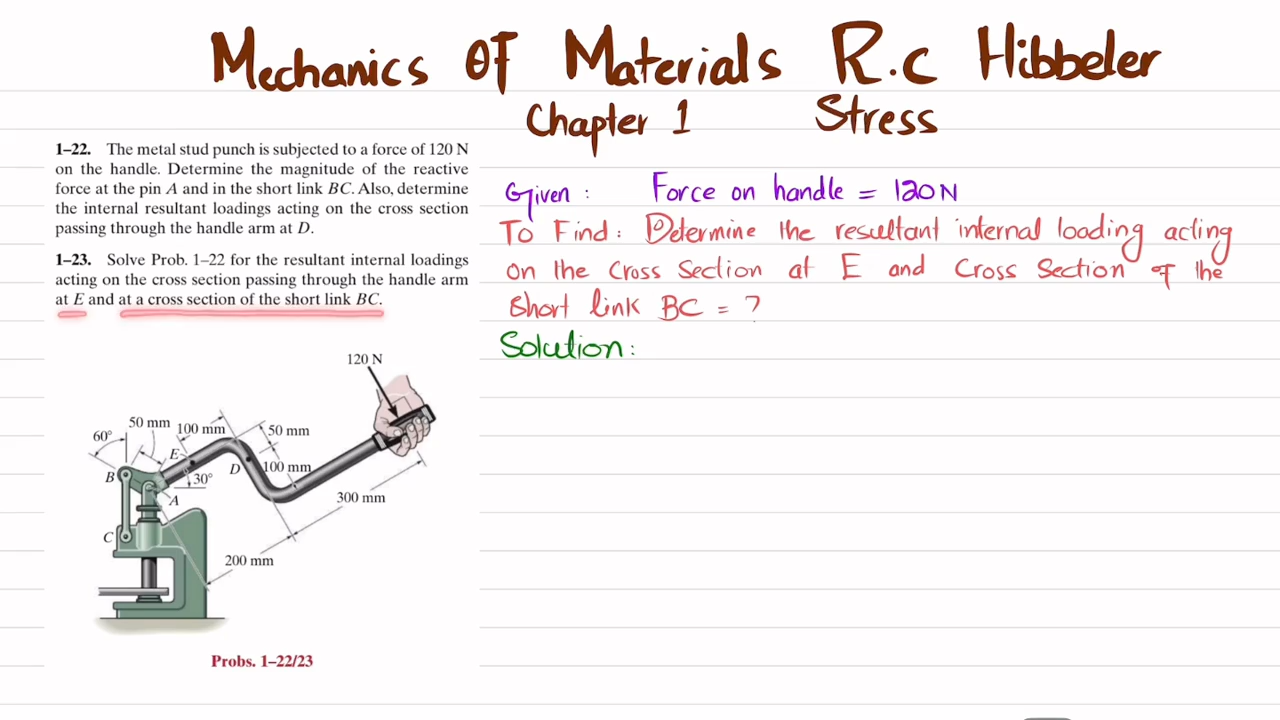 Mechanics Of Materials R.c Hibbeler
Chapter 1 Stress
1–22. The metal stud punch is subjected to a force of 120 N
on the handle. Determine the magnitude of the reactive
force at the pin A and in the short link BC. Also, determine
the internal resultant loadings acting on the cross section
passing through the handle arm at D.
1–23. Solve Prob. 1–22 for the resultant internal loadings
acting on the cross section passing through the handle arm
at E and at a cross section of the short link BC.
Given : Force on handle = 120N
To Find : Determine the resultant internal loading acting
on the Cross Section at E and Cross Section of the
Short link BC = ?
Solution :
120 N
50 mm
100 mm
50 mm
60°
E
B
D
100 mm
30°
A
300 mm
C
200 mm
Probs. 1–22/23